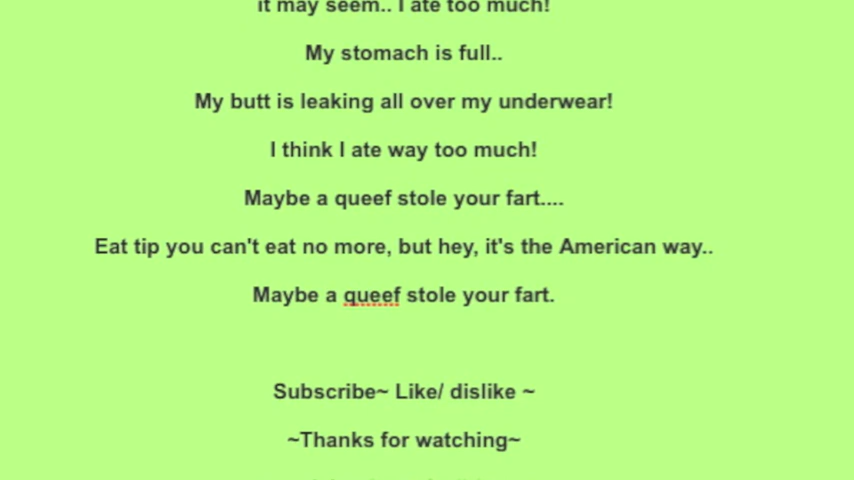 it may seem.. I ate too much!
My stomach is full..
My butt is leaking all over my underwear!
I think I ate way too much!
Maybe a queef stole your fart....
Eat tip you can't eat no more, but hey, it's the American way..
Maybe a queef stole your fart.
Subscribe~ Like/ dislike ~
~Thanks for watching~